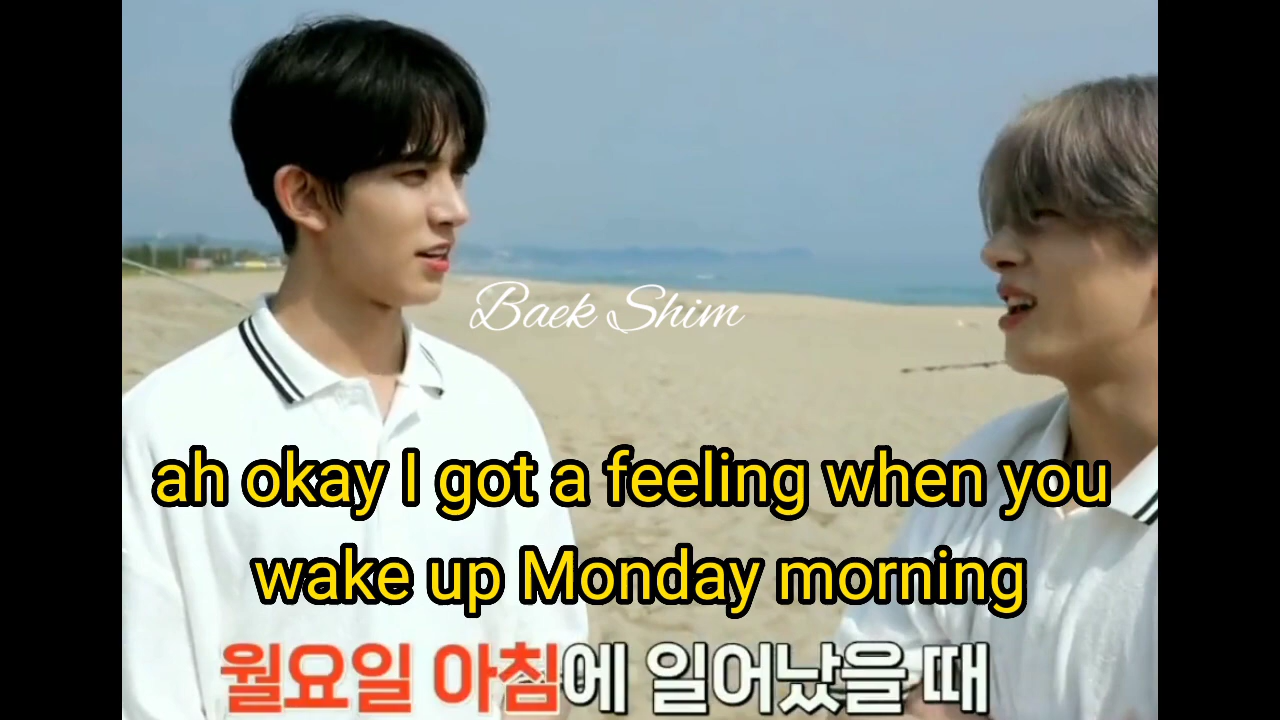 Baek Shim
ah okay I got a feeling when you
wake up Monday morning
월요일 아침에 일어났을 때